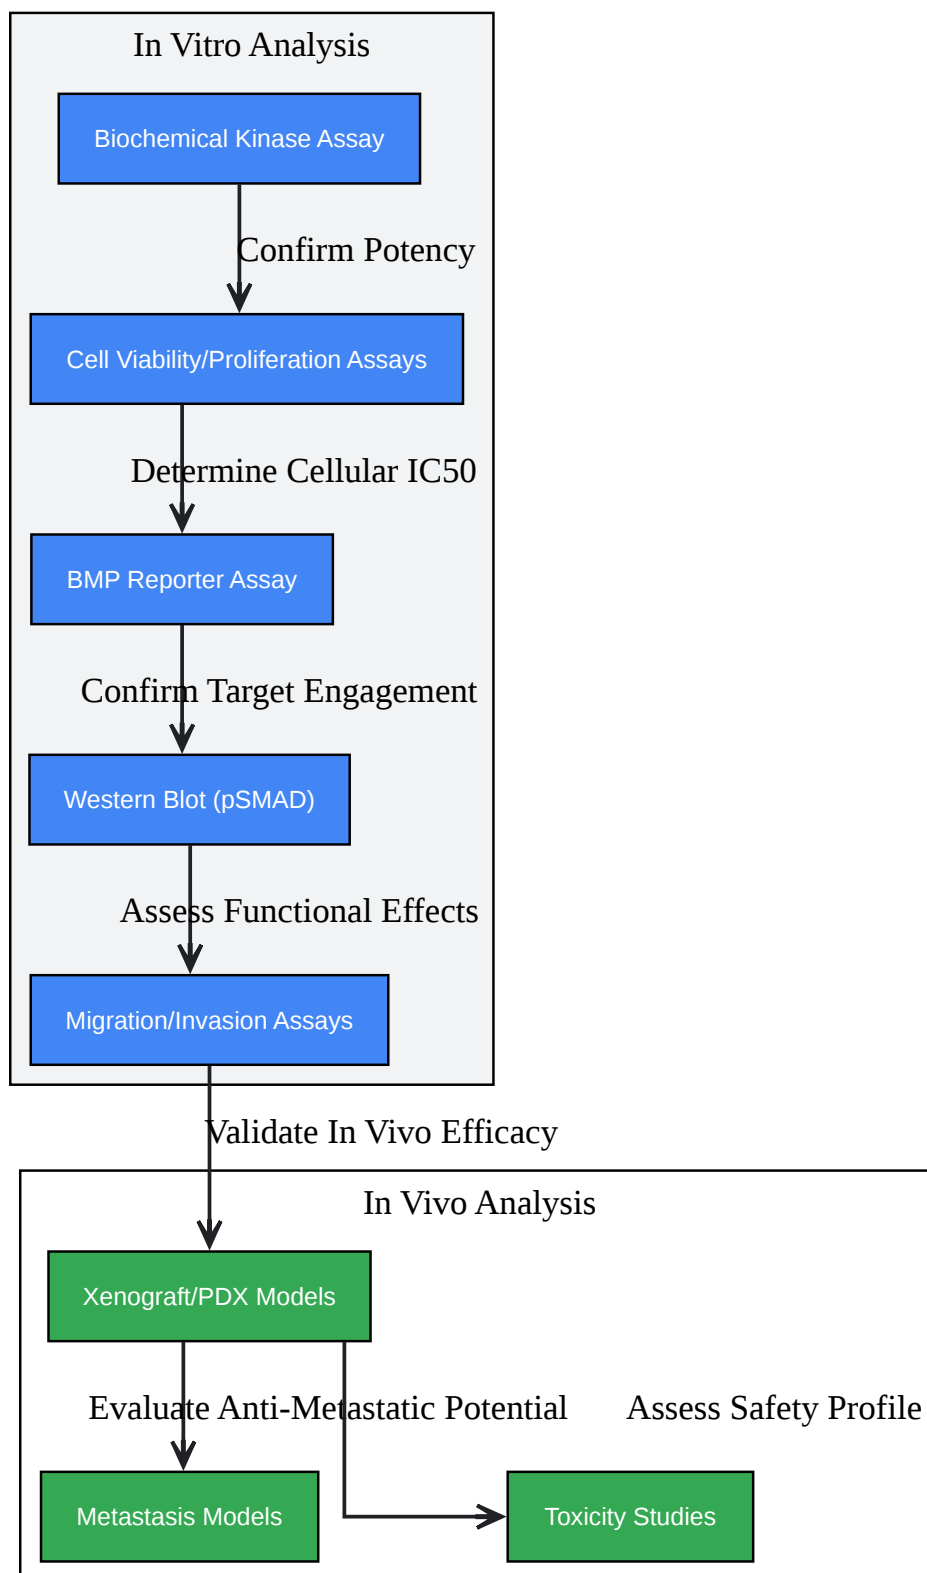 In Vitro Analysis
Biochemical Kinase Assay
Confirm Potency
Cell Viability/Proliferation Assays
Determine Cellular IC50
BMP Reporter Assay
Confirm Target Engagement
Western Blot (pSMAD)
Assess Functional Effects
Migration/Invasion Assays
Validate In Vivo Efficacy
In Vivo Analysis
Xenograft/PDX Models
Evaluate Anti-Metastatic Potential
Assess Safety Profile
Metastasis Models
Toxicity Studies